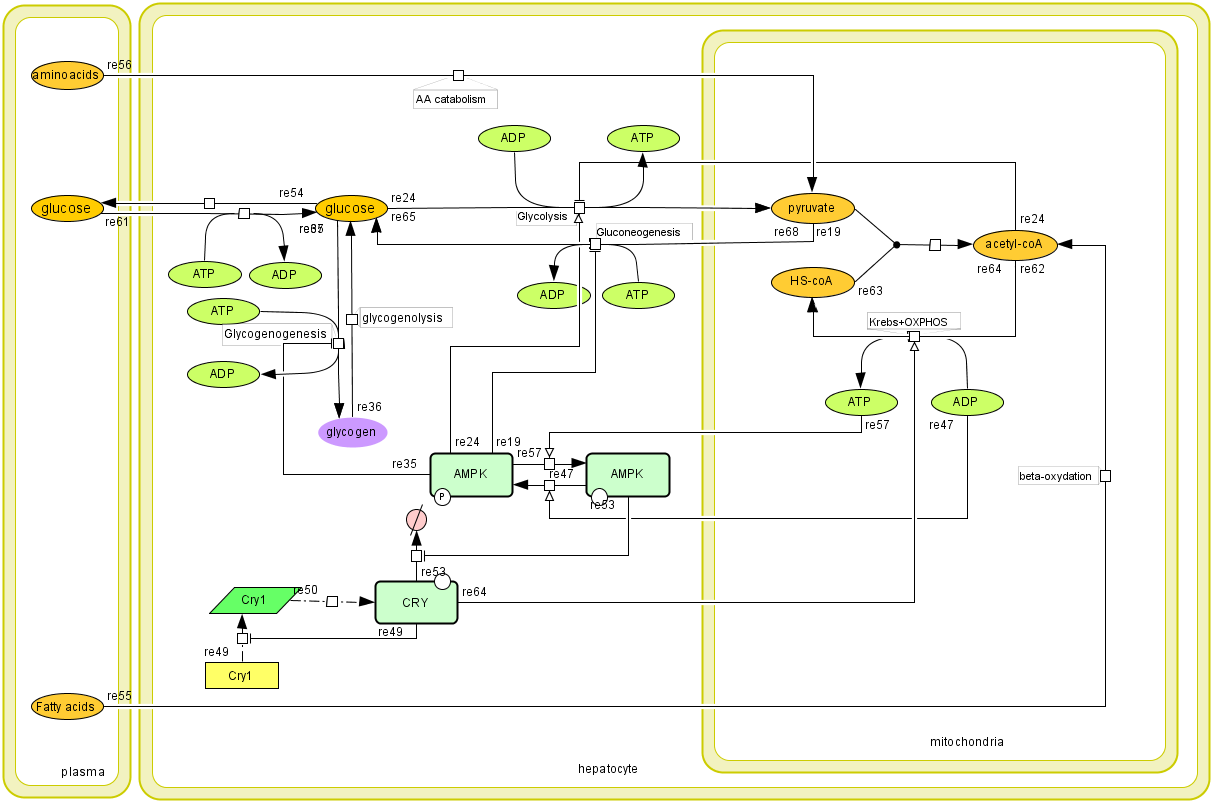 amino acids
re56
AA catabolism
ADP
ATP
glucose
re54
re61
glucose
re24
re65
Glycolysis
Gluconeogenesis
pyruvate
re68
re19
re24
acetyl-coA
re64
re62
HS-coA
re63
ATP
ADP
ADP
ATP
ATP
Glycogenogenesis
glycogenolysis
Krebs+OXPHOS
ADP
re36
glycogen
ATP
ADP
re57
re47
re35
re24
re19
re57
AMPK
P
re47
AMPK
re53
beta-oxydation
re53
Cry1
re50
CRY
re64
re49
re49
Cry1
Fatty acids
re55
plasma
hepatocyte
mitochondria